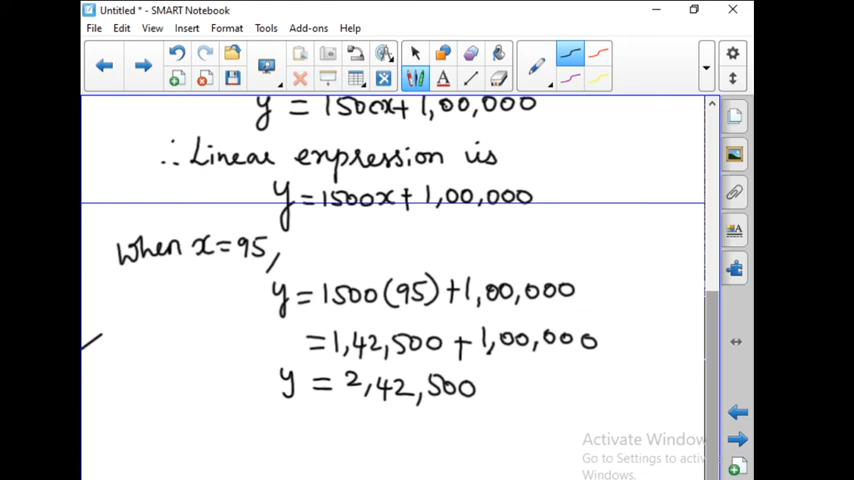 Untitled * - SMART Notebook
File Edit View Insert Format Tools Add-ons Help
y = 1500x + 1,00,000
∴ Linear expression is
y = 1500x + 1,00,000
When x = 95,
y = 1500(95) + 1,00,000
= 1,42,500 + 1,00,000
y = 2,42,500
Activate Window
Go to Settings to activ
Windows.